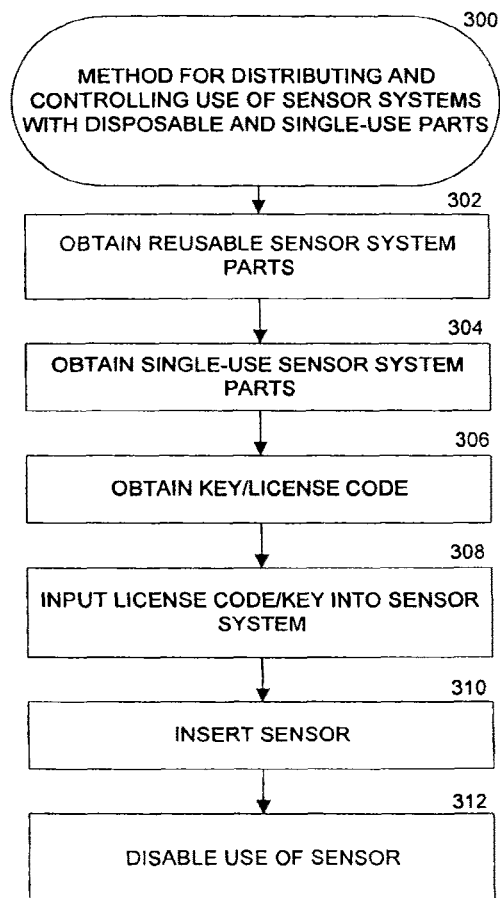 300
METHOD FOR DISTRIBUTING AND
CONTROLLING USE OF SENSOR SYSTEMS
WITH DISPOSABLE AND SINGLE-USE PARTS
302
OBTAIN REUSABLE SENSOR SYSTEM
PARTS
304
OBTAIN SINGLE-USE SENSOR SYSTEM
PARTS
306
OBTAIN KEY/LICENSE CODE
308
INPUT LICENSE CODE/KEY INTO SENSOR
SYSTEM
310
INSERT SENSOR
312
DISABLE USE OF SENSOR